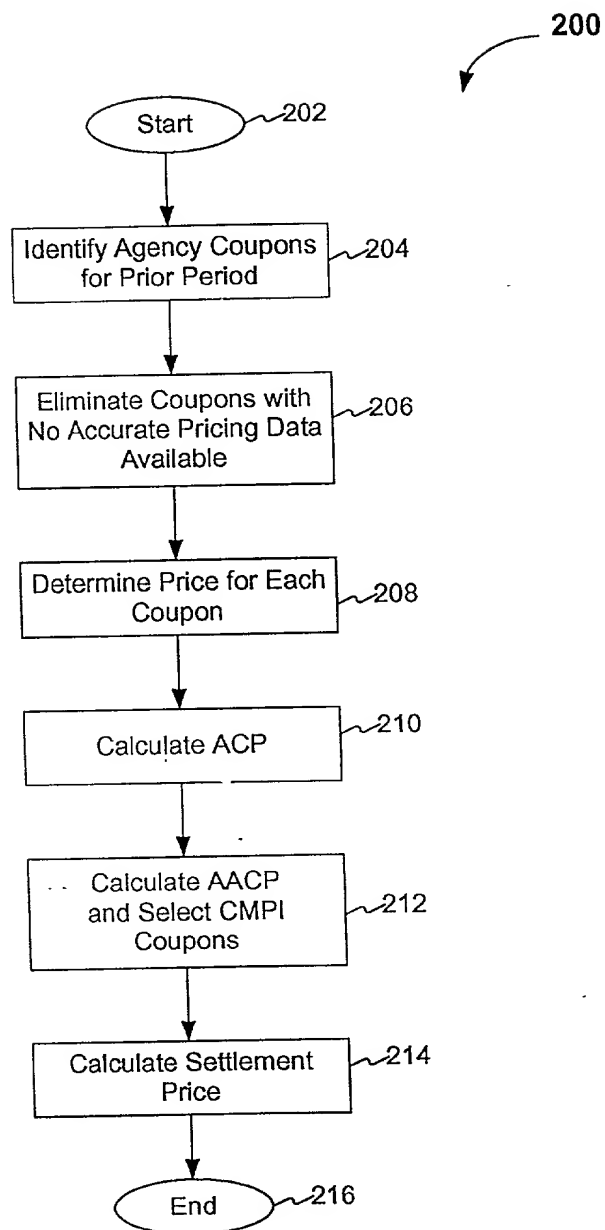 200
Start
202
Identify Agency Coupons
for Prior Period
204
Eliminate Coupons with
No Accurate Pricing Data
Available
206
Determine Price for Each
Coupon
208
Calculate ACP
210
Calculate AACP
and Select CMPI
Coupons
212
Calculate Settlement
Price
214
End
216